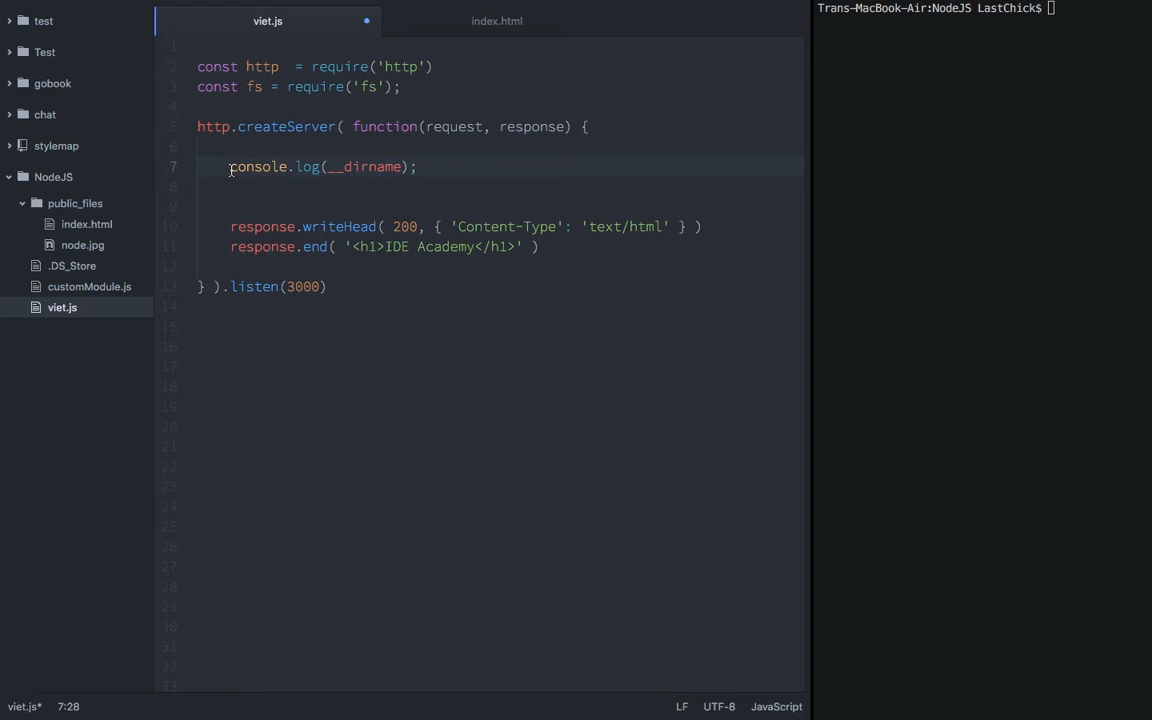 test
Test
gobook
chat
stylemap
NodeJS
public_files
index.html
node.jpg
.DS_Store
customModule.js
viet.js
viet.js
index.html
1
2 const http  = require('http')
3 const fs = require('fs');
4
5 http.createServer( function(request, response) {
6
7 console.log(__dirname);
8
9
10 response.writeHead( 200, { 'Content-Type': 'text/html' } )
11 response.end( '<h1>IDE Academy</h1>' )
12
13 } ).listen(3000)
14
15
16
17
18
19
20
21
22
23
24
25
26
27
28
29
30
31
32
33
viet.js* 7:28
LF UTF-8 JavaScript
Trans-MacBook-Air:NodeJS LastChick$